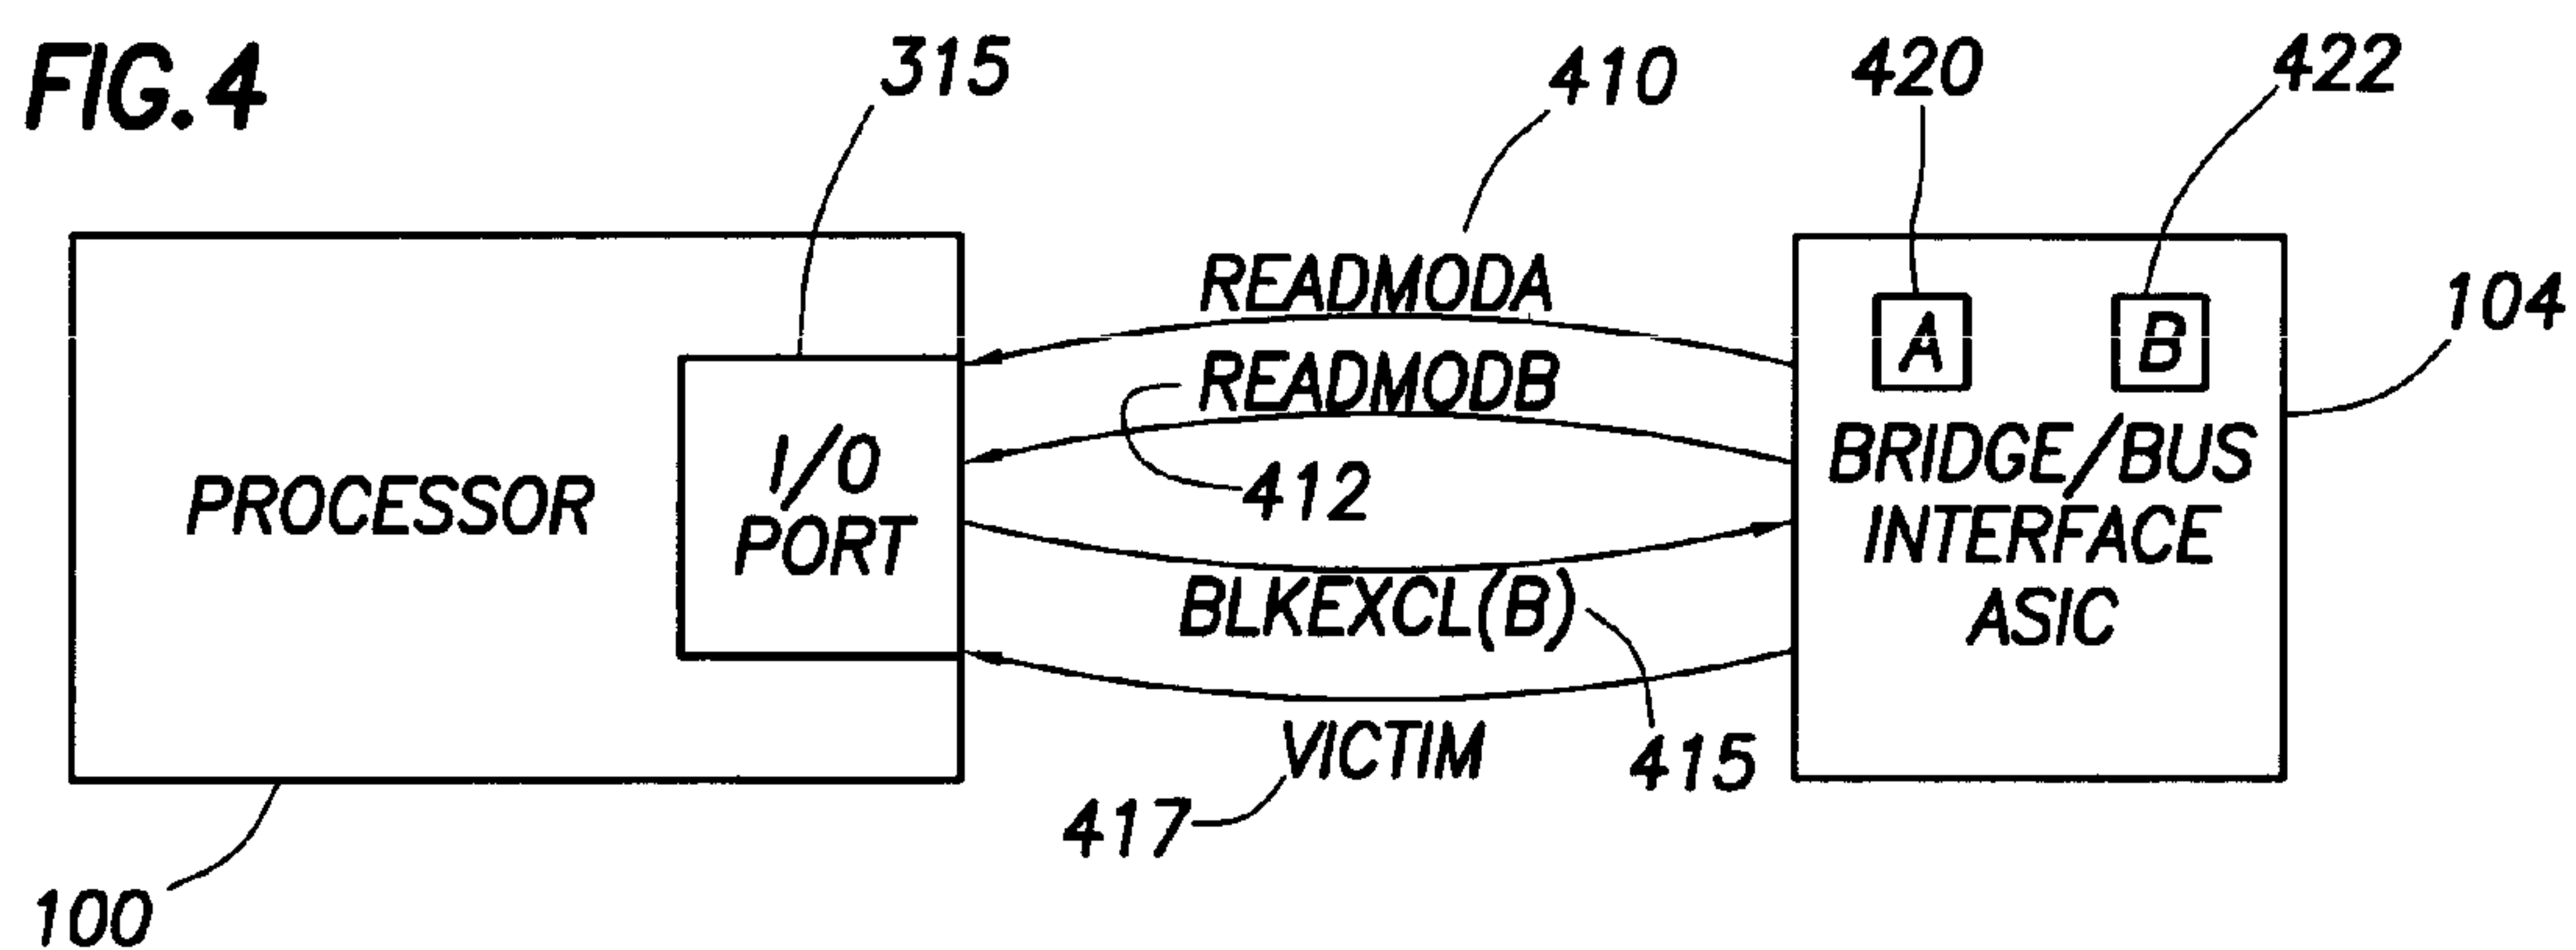 FIG. 4
315
410
420
422
104
PROCESSOR
I/O
PORT
READMODA
READMODB
412
BLKEXCL(B)
415
VICTIM
417
A
B
BRIDGE/BUS
INTERFACE
ASIC
100